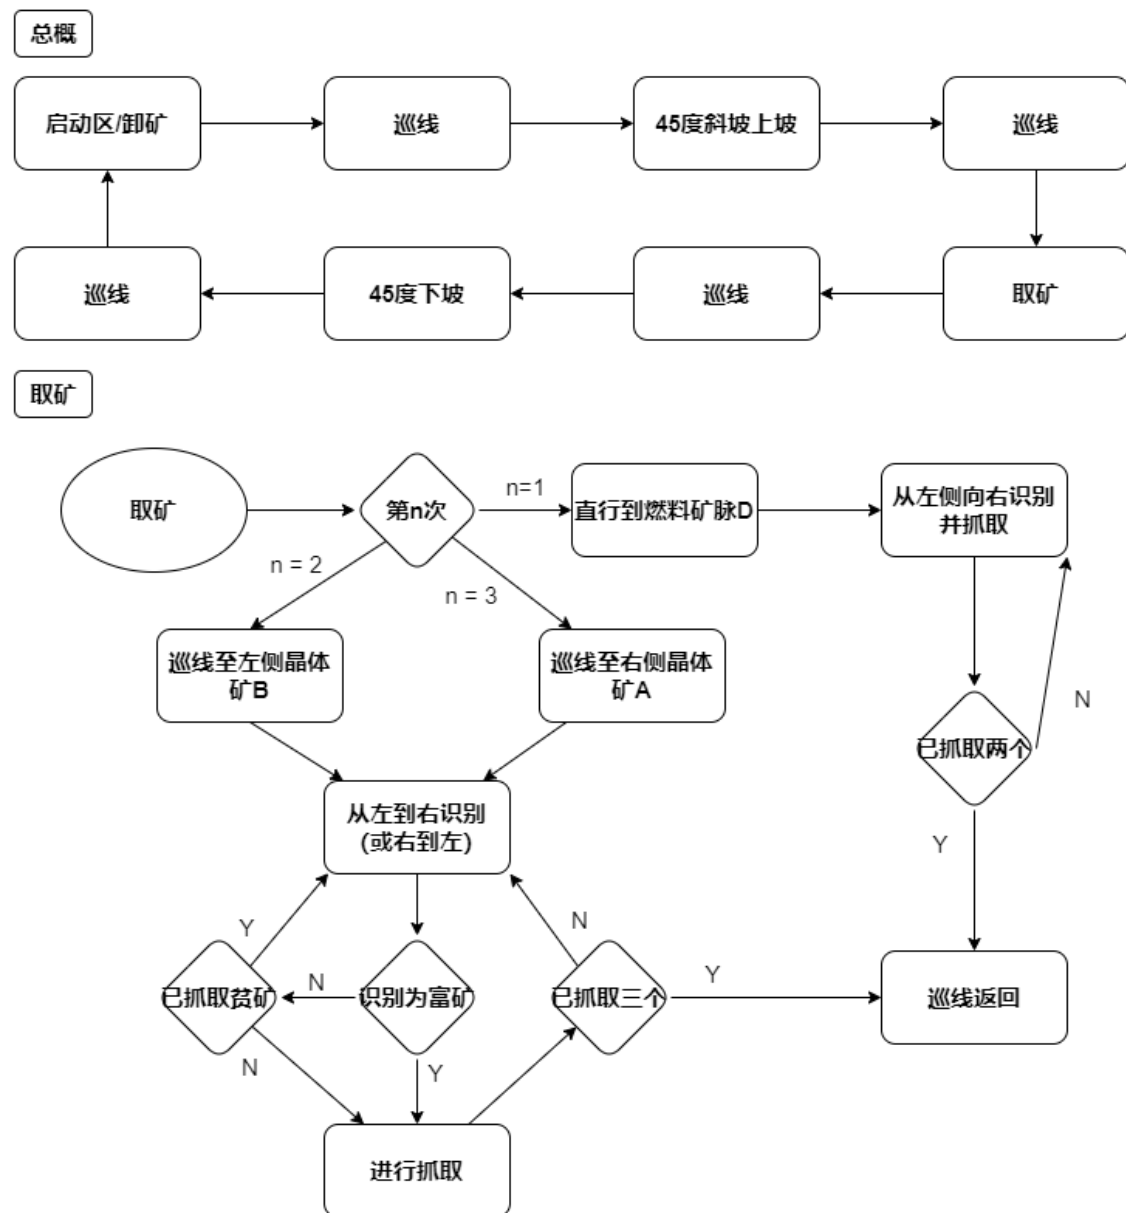 总概
启动区/卸矿
巡线
45度斜坡上坡
巡线
巡线
45度下坡
巡线
取矿
取矿
取矿
第n次
n=1
直行到燃料矿脉D
从左侧向右识别
并抓取
n = 2
n = 3
巡线至左侧晶体
矿B
巡线至右侧晶体
矿A
N
已抓取两个
从左到右识别
(或右到左)
Y
Y
N
已抓取贫矿
N
识别为富矿
已抓取三个
Y
巡线返回
N
Y
进行抓取